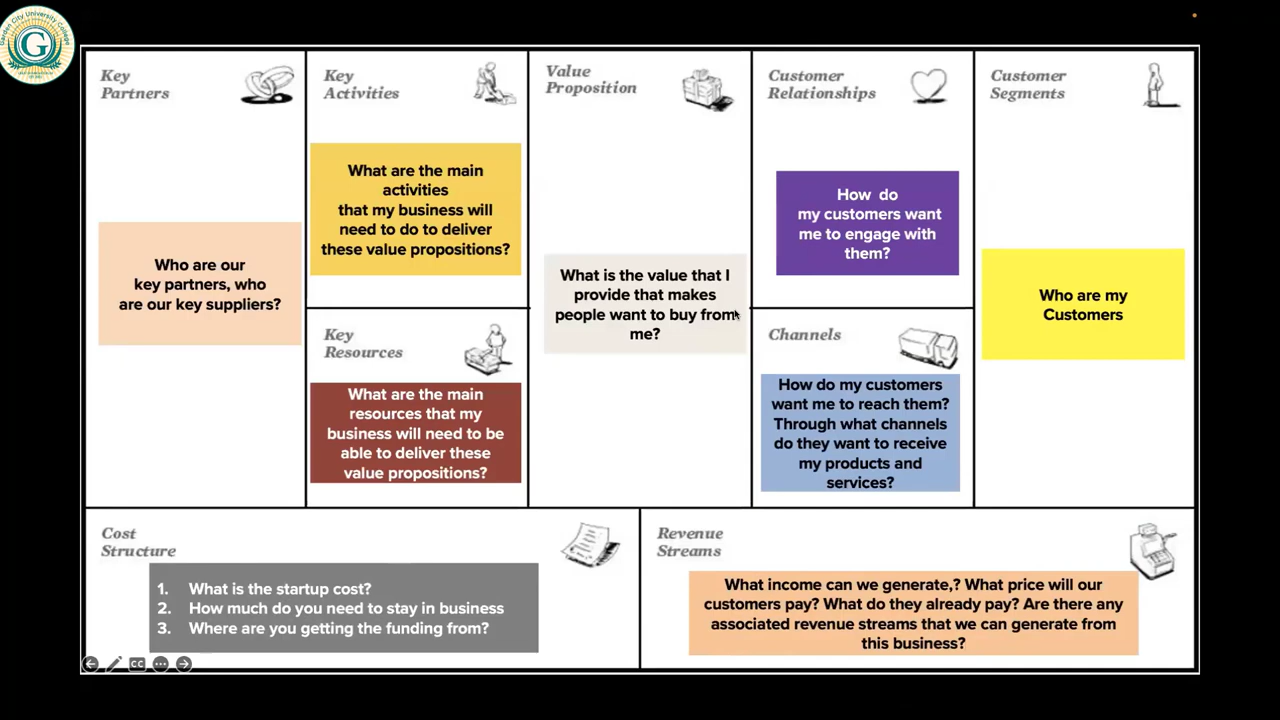 Garden City University College
G
Key
Partners
Who are our
key partners, who
are our key suppliers?
Key
Activities
What are the main
activities
that my business will
need to do to deliver
these value propositions?
Key
Resources
What are the main
resources that my
business will need to be
able to deliver these
value propositions?
Value
Proposition
What is the value that I
provide that makes
people want to buy from
me?
Customer
Relationships
How do
my customers want
me to engage with
them?
Channels
How do my customers
want me to reach them?
Through what channels
do they want to receive
my products and
services?
Customer
Segments
Who are my
Customers
Cost
Structure
1. What is the startup cost?
2. How much do you need to stay in business
3. Where are you getting the funding from?
Revenue
Streams
What income can we generate,? What price will our
customers pay? What do they already pay? Are there any
associated revenue streams that we can generate from
this business?
CC